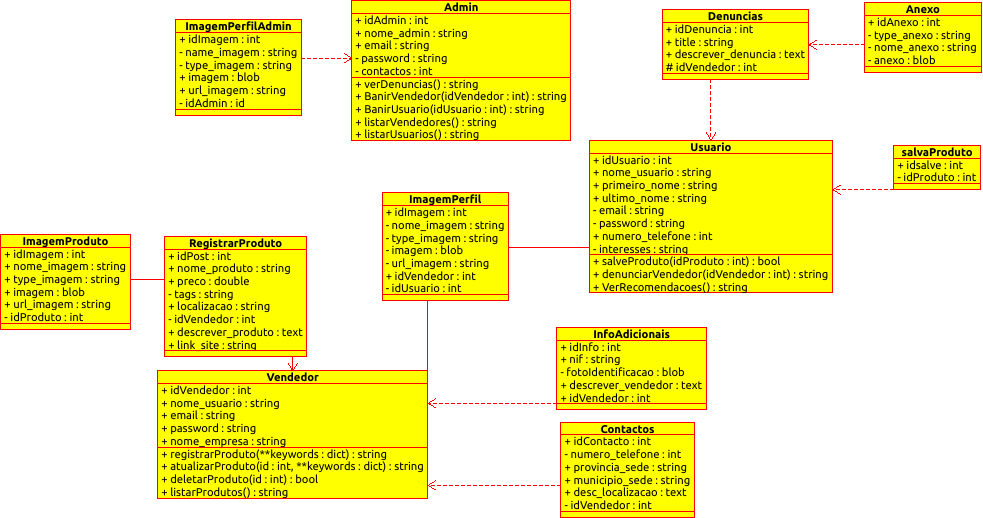 ImagemPerfilAdmin
+ idImagem : int
- name_imagem : string
- type_imagem : string
+ imagem : blob
+ url_imagem : string
- idAdmin : id
Admin
+ idAdmin : int
+ nome_admin : string
+ email : string
- password : string
- contactos : int
+ verDenuncias() : string
+ BanirVendedor(idVendedor : int) : string
+ BanirUsuario(idUsuario : int) : string
+ listarVendedores() : string
+ listarUsuarios() : string
Denuncias
+ idDenuncia : int
+ title : string
+ descrever_denuncia : text
# idVendedor : int
Anexo
+ idAnexo : int
- type_anexo : string
- nome_anexo : string
- anexo : blob
Usuario
+ idUsuario : int
+ nome_usuario : string
+ primeiro_nome : string
+ ultimo_nome : string
- email : string
- password : string
+ numero_telefone : int
- interesses : string
+ salveProduto(idProduto : int) : bool
+ denunciarVendedor(idVendedor : int) : string
+ VerRecomendacoes() : string
salvaProduto
+ idsalve : int
- idProduto : int
ImagemPerfil
+ idImagem : int
- nome_imagem : string
- type_imagem : string
- imagem : blob
- url_imagem : string
+ idVendedor : int
- idUsuario : int
ImagemProduto
+ idImagem : int
+ nome_imagem : string
+ type_imagem : string
+ imagem : blob
+ url_imagem : string
- idProduto : int
RegistrarProduto
+ idPost : int
+ nome_produto : string
+ preco : double
- tags : string
+ localizacao : string
- idVendedor : int
+ descrever_produto : text
+ link_site : string
Vendedor
+ idVendedor : int
+ nome_usuario : string
+ email : string
+ password : string
+ nome_empresa : string
+ registrarProduto(**keywords : dict) : string
+ atualizarProduto(id : int, **keywords : dict) : string
+ deletarProduto(id : int) : bool
+ listarProdutos() : string
InfoAdicionais
+ idInfo : int
+ nif : string
- fotoIdentificacao : blob
+ descrever_vendedor : text
+ idVendedor : int
Contactos
+ idContacto : int
- numero_telefone : int
+ provincia_sede : string
+ municipio_sede : string
+ desc_localizacao : text
- idVendedor : int